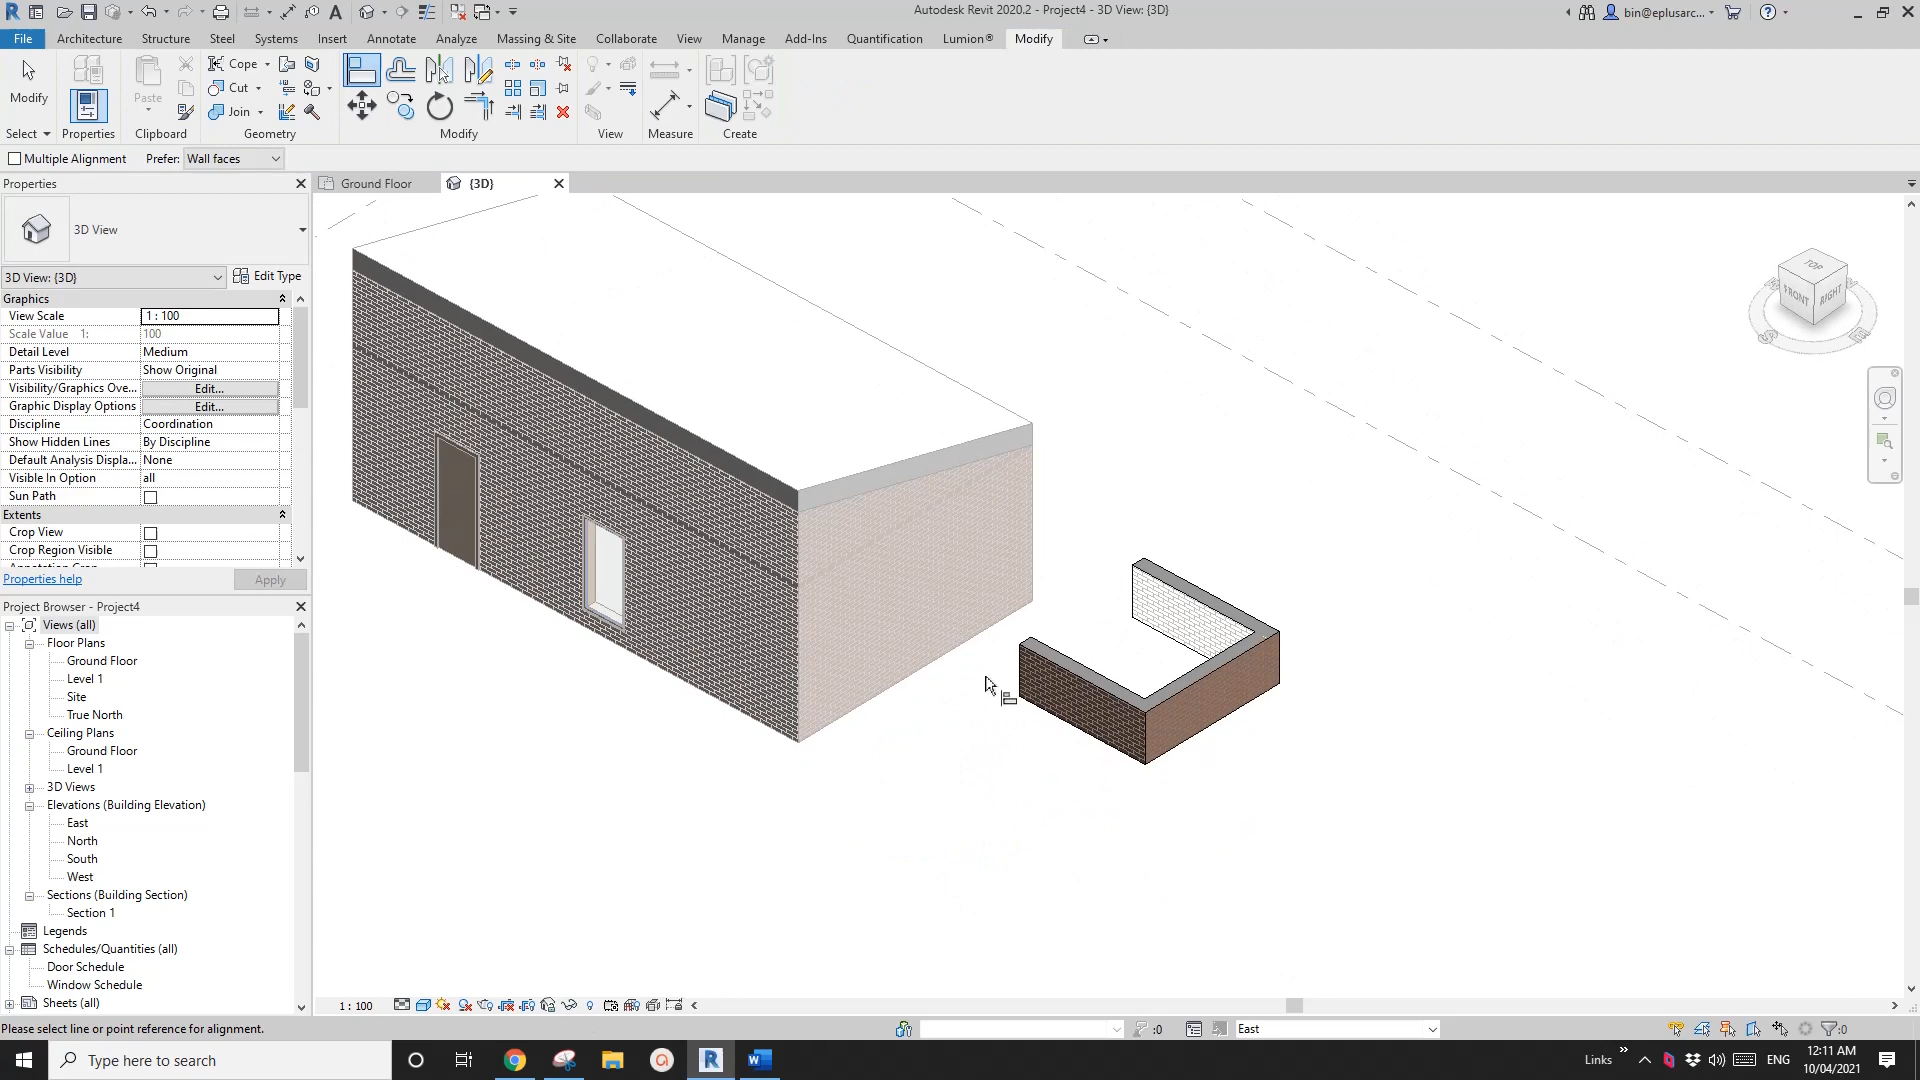 Autodesk Revit 2020.2 - Project4 - 3D View: {3D}
bin@eplusarc...
File Architecture Structure Steel Systems Insert Annotate Analyze Massing & Site Collaborate View Manage Add-Ins Quantification Lumion® Modify
Cope
Cut
Join
Modify
Paste
Select Properties Clipboard Geometry Modify View Measure Create
Multiple Alignment Prefer: Wall faces
Properties
Ground Floor {3D}
3D View
3D View: {3D} Edit Type
Graphics
View Scale 1 : 100
Scale Value 1: 100
Detail Level Medium
Parts Visibility Show Original
Visibility/Graphics Ove... Edit...
Graphic Display Options Edit...
Discipline Coordination
Show Hidden Lines By Discipline
Default Analysis Displa... None
Visible In Option all
Sun Path
Extents
Crop View
Crop Region Visible
Properties help Apply
TOP
FRONT RIGHT
S E
Project Browser - Project4
Views (all)
Floor Plans
Ground Floor
Level 1
Site
True North
Ceiling Plans
Ground Floor
Level 1
3D Views
Elevations (Building Elevation)
East
North
South
West
Sections (Building Section)
Section 1
Legends
Schedules/Quantities (all)
Door Schedule
Window Schedule
Sheets (all)
1 : 100
Please select line or point reference for alignment.
:0 East :0
Type here to search
Links ENG 12:11 AM
10/04/2021